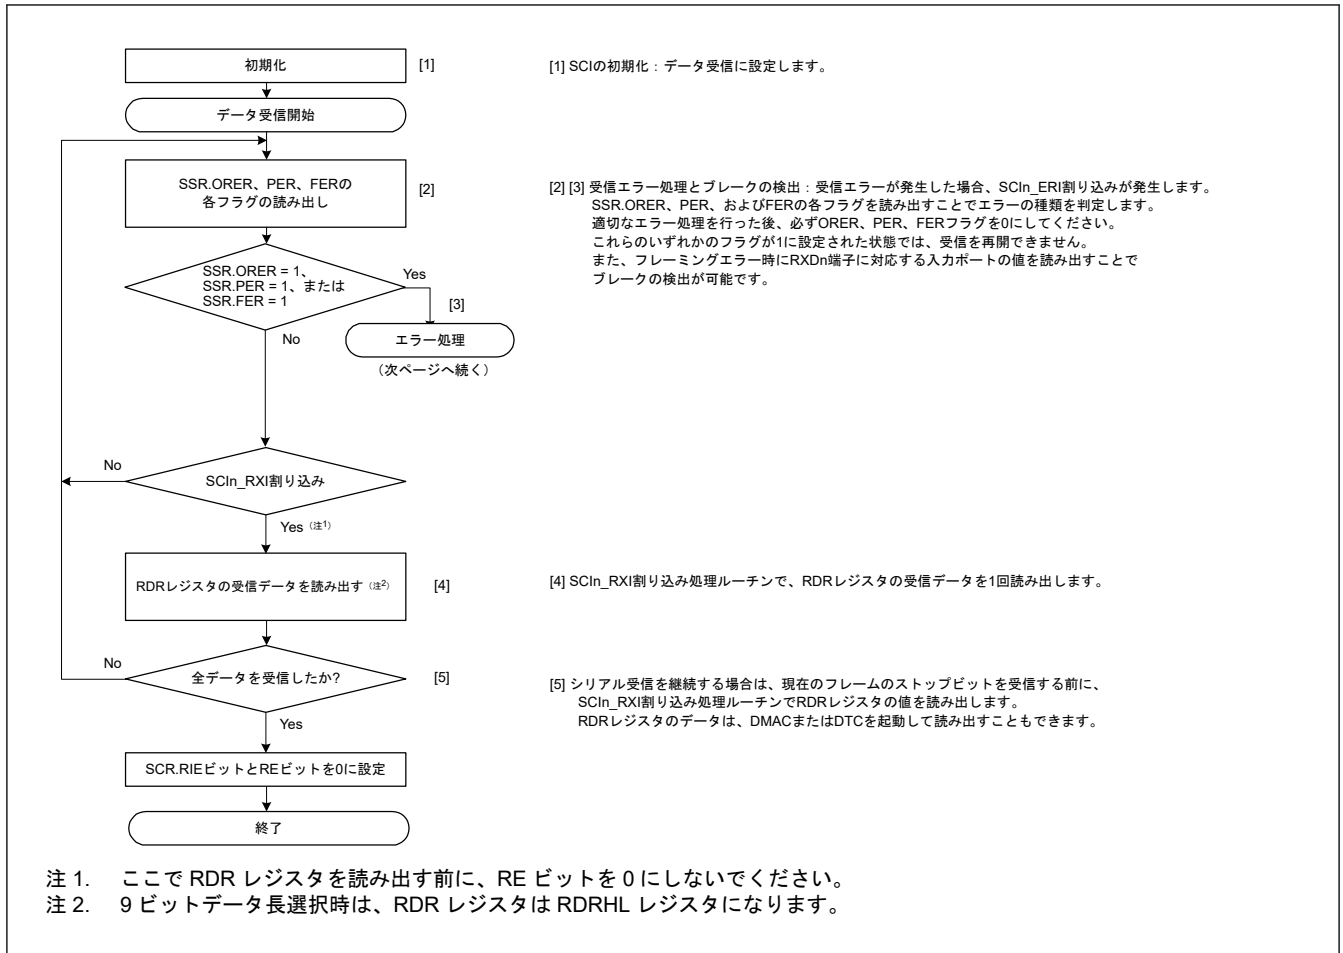 初期化
[1]
[1] SCIの初期化：データ受信に設定します。
データ受信開始
SSR.ORER、PER、FERの
各フラグの読み出し
[2]
[2] [3] 受信エラー処理とブレークの検出：受信エラーが発生した場合、SCIn_ERI割り込みが発生します。
SSR.ORER、PER、およびFERの各フラグを読み出すことでエラーの種類を判定します。
適切なエラー処理を行った後、必ずORER、PER、FERフラグを0にしてください。
これらのいずれかのフラグが1に設定された状態では、受信を再開できません。
また、フレーミングエラー時にRXDn端子に対応する入力ポートの値を読み出すことで
ブレークの検出が可能です。
SSR.ORER = 1、
SSR.PER = 1、または
SSR.FER = 1
Yes
[3]
No
エラー処理
（次ページへ続く）
No
SCIn_RXI割り込み
Yes（注1）
RDRレジスタの受信データを読み出す（注2）
[4]
[4] SCIn_RXI割り込み処理ルーチンで、RDRレジスタの受信データを1回読み出します。
No
全データを受信したか?
[5]
[5] シリアル受信を継続する場合は、現在のフレームのストップビットを受信する前に、
SCIn_RXI割り込み処理ルーチンでRDRレジスタの値を読み出します。
RDRレジスタのデータは、DMACまたはDTCを起動して読み出すこともできます。
Yes
SCR.RIEビットとREビットを0に設定
終了
注 1. ここで RDR レジスタを読み出す前に、RE ビットを 0 にしないでください。
注 2. 9 ビットデータ長選択時は、RDR レジスタは RDRHL レジスタになります。